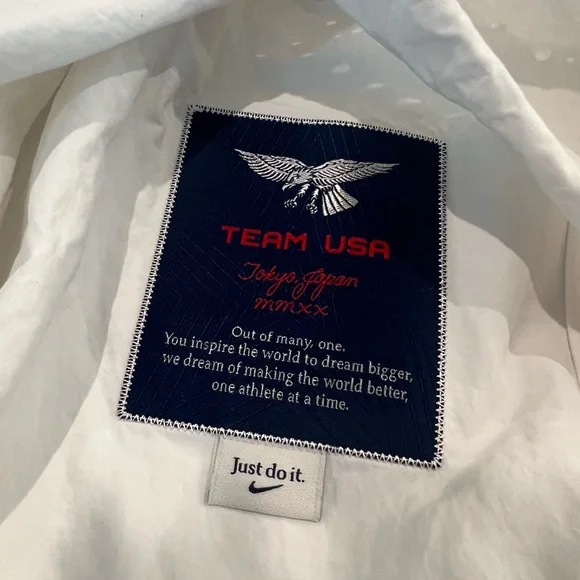 TEAM USA
Tokyo, Japan
mmxx
Out of many, one.
You inspire the world to dream bigger,
we dream of making the world better,
one athlete at a time.
Just do it.